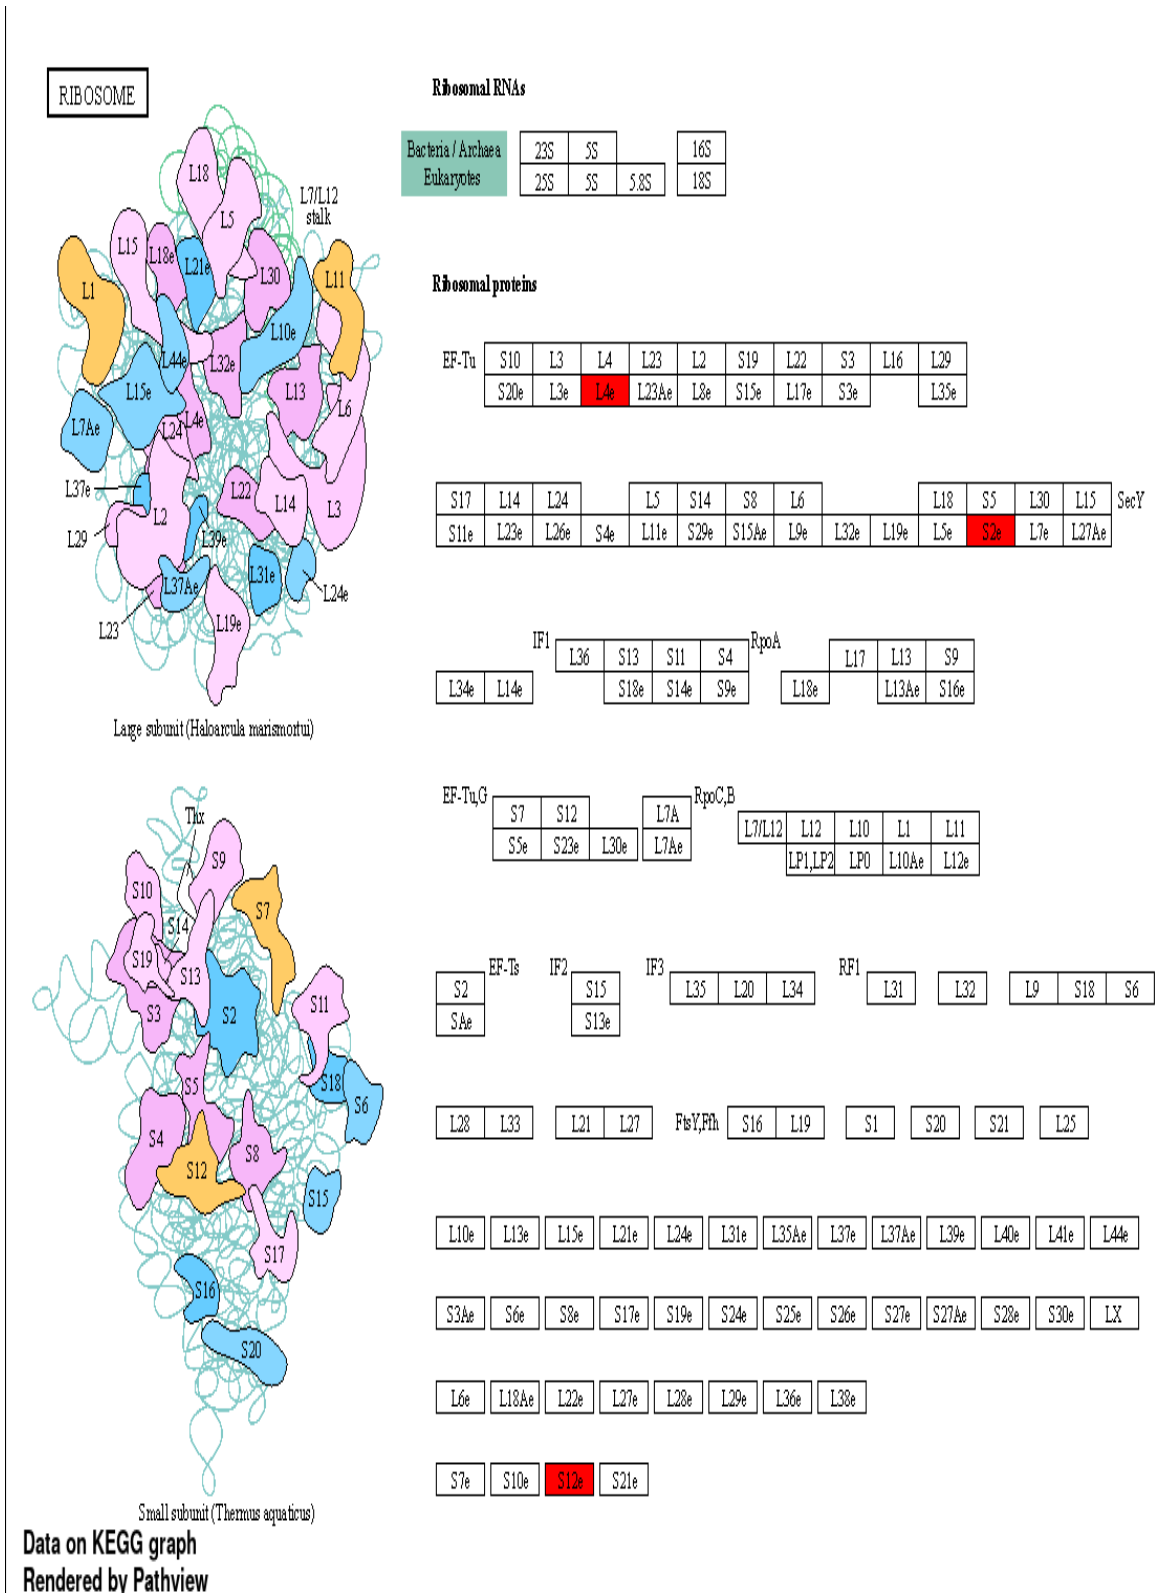 RIBOSOME
Ribosomal RNAs
Bacteria / Archaea 23S 5S 16S
Eukaryotes 25S 5S 5.8S 18S
L18
L5
L7/L12
stalk
L15
L18e
L21e
L30
L11
L1
L10e
L44e
L32e
L15e
L13
L6
L7Ae
L24
L4e
L37e
L22
L14
L3
L2
L29
L39e
L37Ae
L31e
L24e
L23
L19e
Large subunit (Haloarcula marismortui)
Ribosomal proteins
EF-Tu S10 L3 L4 L23 L2 S19 L22 S3 L16 L29
S20e L3e L4e L23Ae L8e S15e L17e S3e L35e
S17 L14 L24 L5 S14 S8 L6 L18 S5 L30 L15 SecY
S11e L23e L26e S4e L11e S29e S15Ae L9e L32e L19e L5e S2e L7e L27Ae
IF1 L36 S13 S11 S4 RpoA L17 L13 S9
L34e L14e S18e S14e S9e L18e L13Ae S16e
EF-Tu,G S7 S12 L7A RpoC,B L7/L12 L12 L10 L1 L11
S5e S23e L30e L7Ae LP1,LP2 LP0 L10Ae L12e
S2 EF-Ts IF2 S15 IF3 L35 L20 L34 RF1 L31 L32 L9 S18 S6
SAe S13e
L28 L33 L21 L27 FtsY,Ffh S16 L19 S1 S20 S21 L25
L10e L13e L15e L21e L24e L31e L35Ae L37e L37Ae L39e L40e L41e L44e
S3Ae S6e S8e S17e S19e S24e S25e S26e S27e S27Ae S28e S30e LX
L6e L18Ae L22e L27e L28e L29e L36e L38e
S7e S10e S12e S21e
Thx
S9
S10
S7
S14
S19
S13
S3
S2
S11
S5
S18
S6
S4
S12
S8
S15
S17
S16
S20
Small subunit (Thermus aquaticus)
Data on KEGG graph
Rendered by Pathview